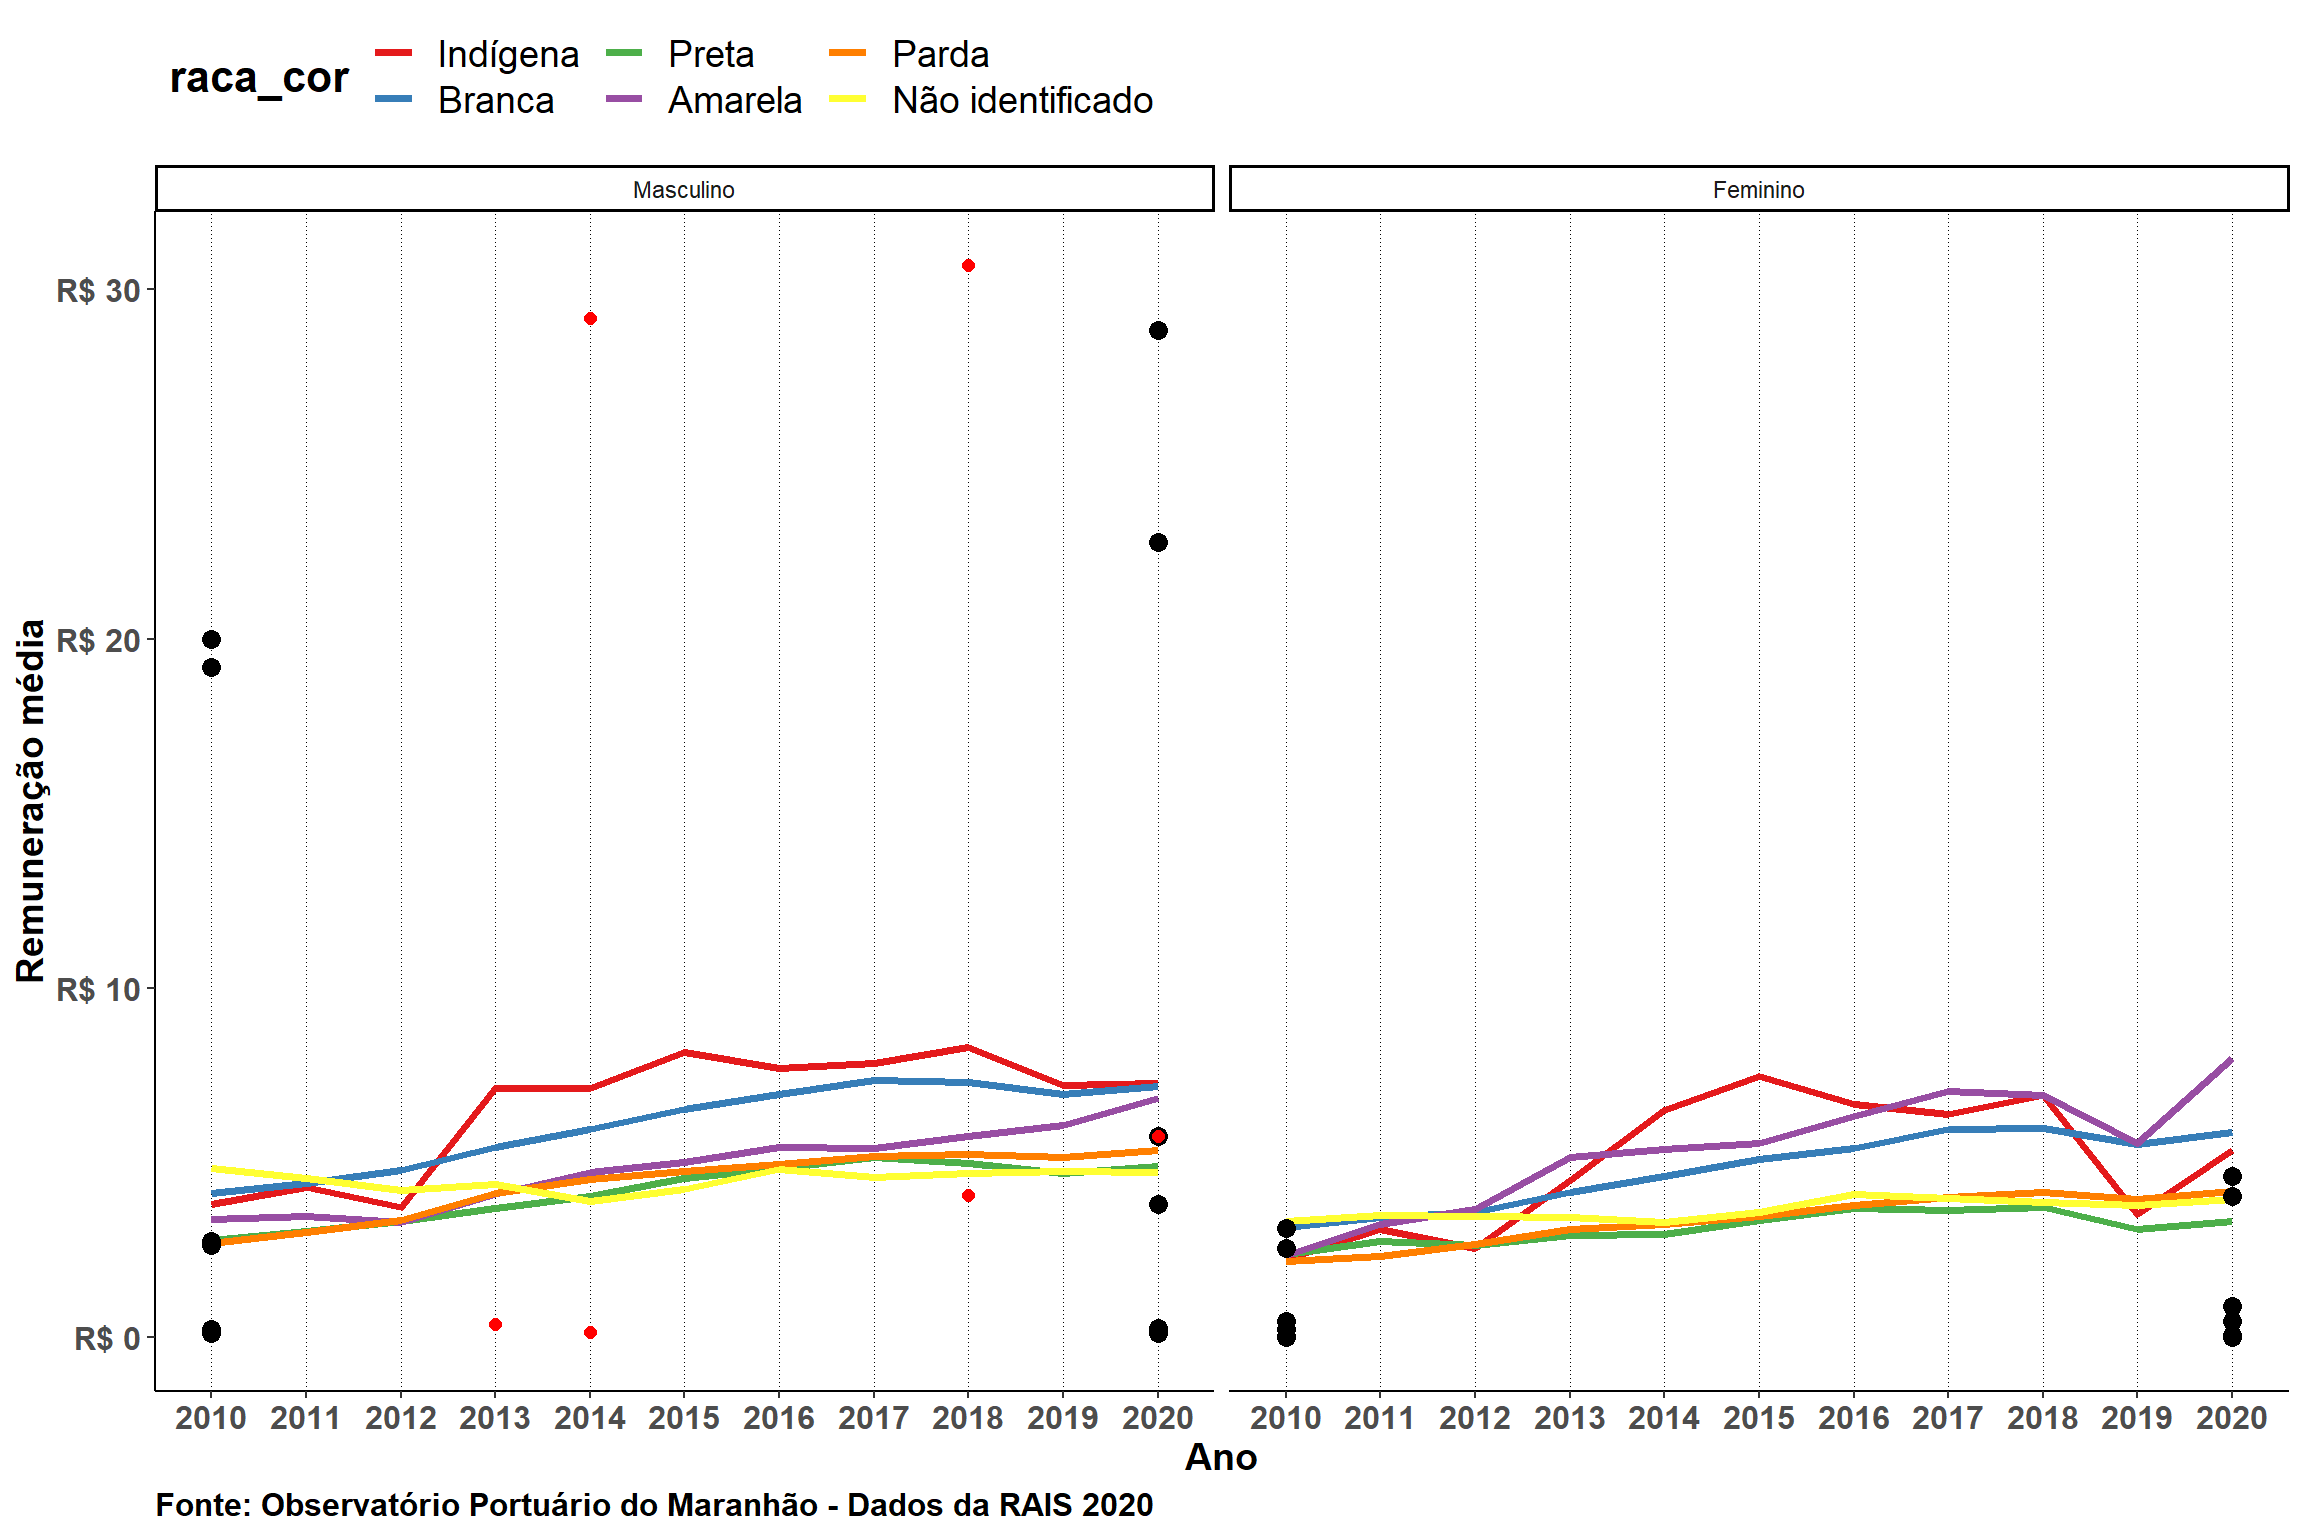 raca_cor
Indígena Preta Parda
Branca Amarela Não identificado
Masculino Feminino
R$ 30
R$ 20
R$ 10
R$ 0
Remuneração média
2010 2011 2012 2013 2014 2015 2016 2017 2018 2019 2020 2010 2011 2012 2013 2014 2015 2016 2017 2018 2019 2020
Ano
Fonte: Observatório Portuário do Maranhão - Dados da RAIS 2020